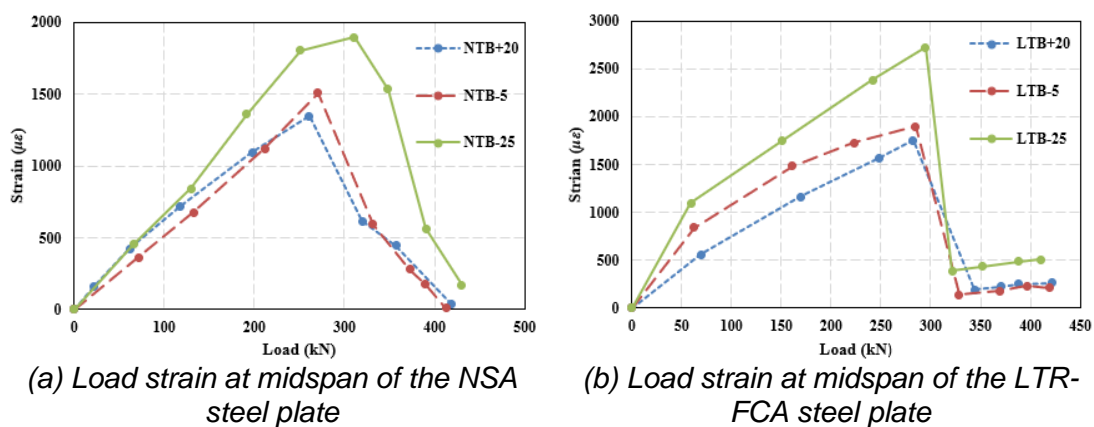 2000
1500
1000
500
0
Strain (με)
NTB+20
NTB-5
NTB-25
0 100 200 300 400 500
Load (kN)
(a) Load strain at midspan of the NSA
steel plate
3000
2500
2000
1500
1000
500
0
Strian (με)
LTB+20
LTB-5
LTB-25
0 50 100 150 200 250 300 350 400 450
Load (kN)
(b) Load strain at midspan of the LTR-
FCA steel plate